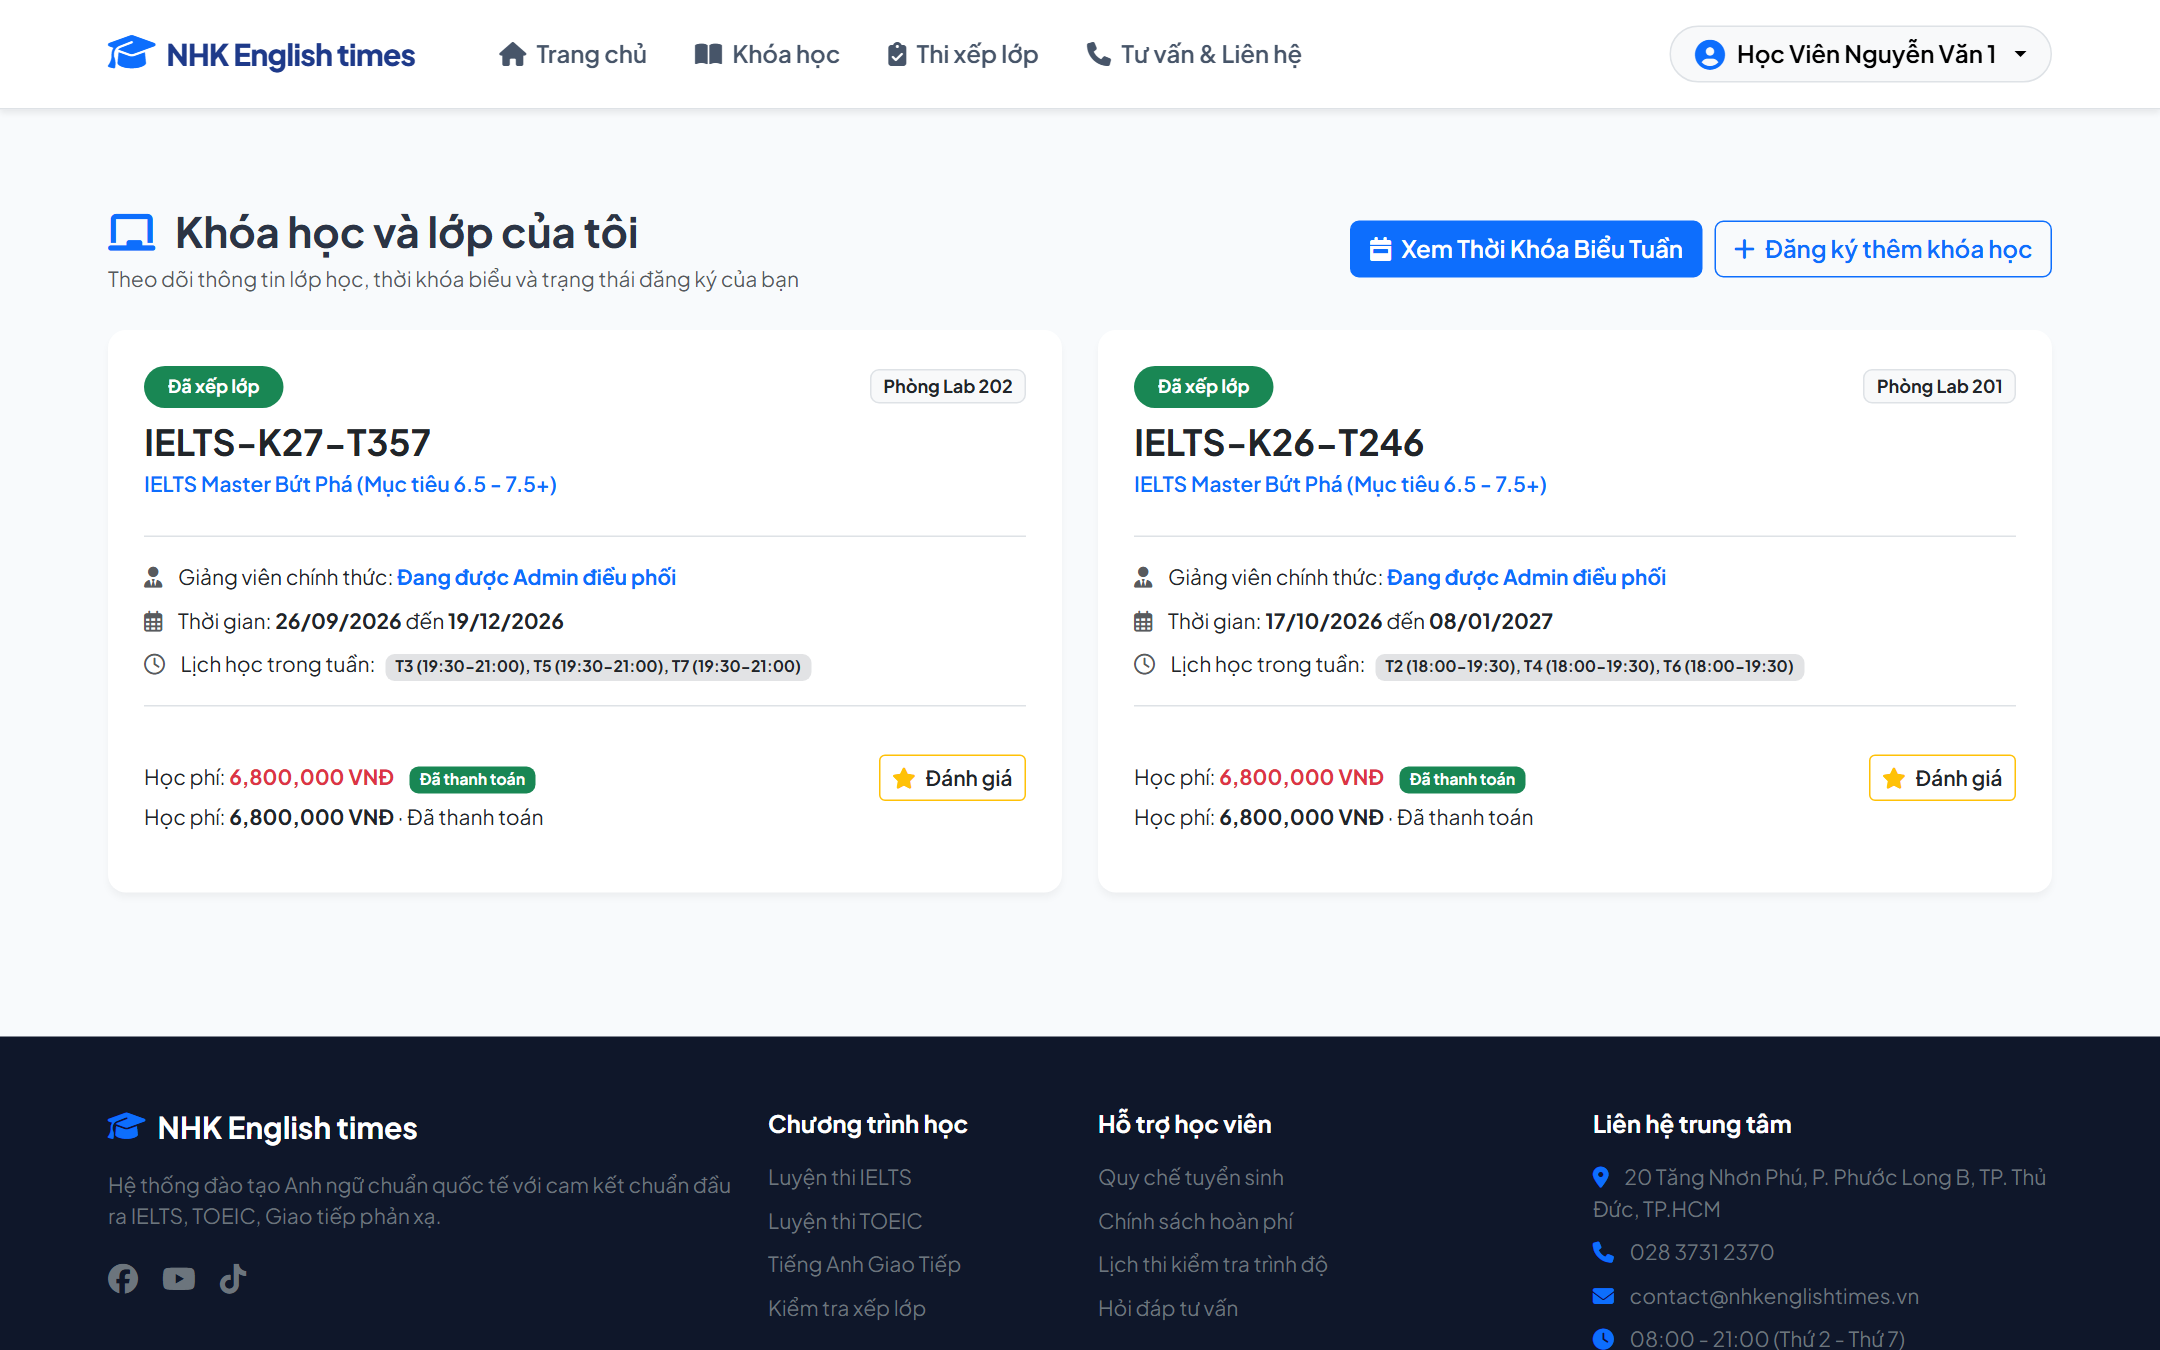 NHK English times
Trang chủ
Khóa học
Thi xếp lớp
Tư vấn & Liên hệ
Học Viên Nguyễn Văn 1
Khóa học và lớp của tôi
Theo dõi thông tin lớp học, thời khóa biểu và trạng thái đăng ký của bạn
Xem Thời Khóa Biểu Tuần
Đăng ký thêm khóa học
Đã xếp lớp
Phòng Lab 202
IELTS-K27-T357
IELTS Master Bứt Phá (Mục tiêu 6.5 - 7.5+)
Giảng viên chính thức: Đang được Admin điều phối
Thời gian: 26/09/2026 đến 19/12/2026
Lịch học trong tuần: T3 (19:30-21:00), T5 (19:30-21:00), T7 (19:30-21:00)
Học phí: 6,800,000 VNĐ Đã thanh toán
Đánh giá
Học phí: 6,800,000 VNĐ · Đã thanh toán
Đã xếp lớp
Phòng Lab 201
IELTS-K26-T246
IELTS Master Bứt Phá (Mục tiêu 6.5 - 7.5+)
Giảng viên chính thức: Đang được Admin điều phối
Thời gian: 17/10/2026 đến 08/01/2027
Lịch học trong tuần: T2 (18:00-19:30), T4 (18:00-19:30), T6 (18:00-19:30)
Học phí: 6,800,000 VNĐ Đã thanh toán
Đánh giá
Học phí: 6,800,000 VNĐ · Đã thanh toán
NHK English times
Hệ thống đào tạo Anh ngữ chuẩn quốc tế với cam kết chuẩn đầu
ra IELTS, TOEIC, Giao tiếp phản xạ.
Chương trình học
Luyện thi IELTS
Luyện thi TOEIC
Tiếng Anh Giao Tiếp
Kiểm tra xếp lớp
Hỗ trợ học viên
Quy chế tuyển sinh
Chính sách hoàn phí
Lịch thi kiểm tra trình độ
Hỏi đáp tư vấn
Liên hệ trung tâm
20 Tăng Nhơn Phú, P. Phước Long B, TP. Thủ
Đức, TP.HCM
028 3731 2370
contact@nhkenglishtimes.vn
08:00 - 21:00 (Thứ 2 - Thứ 7)